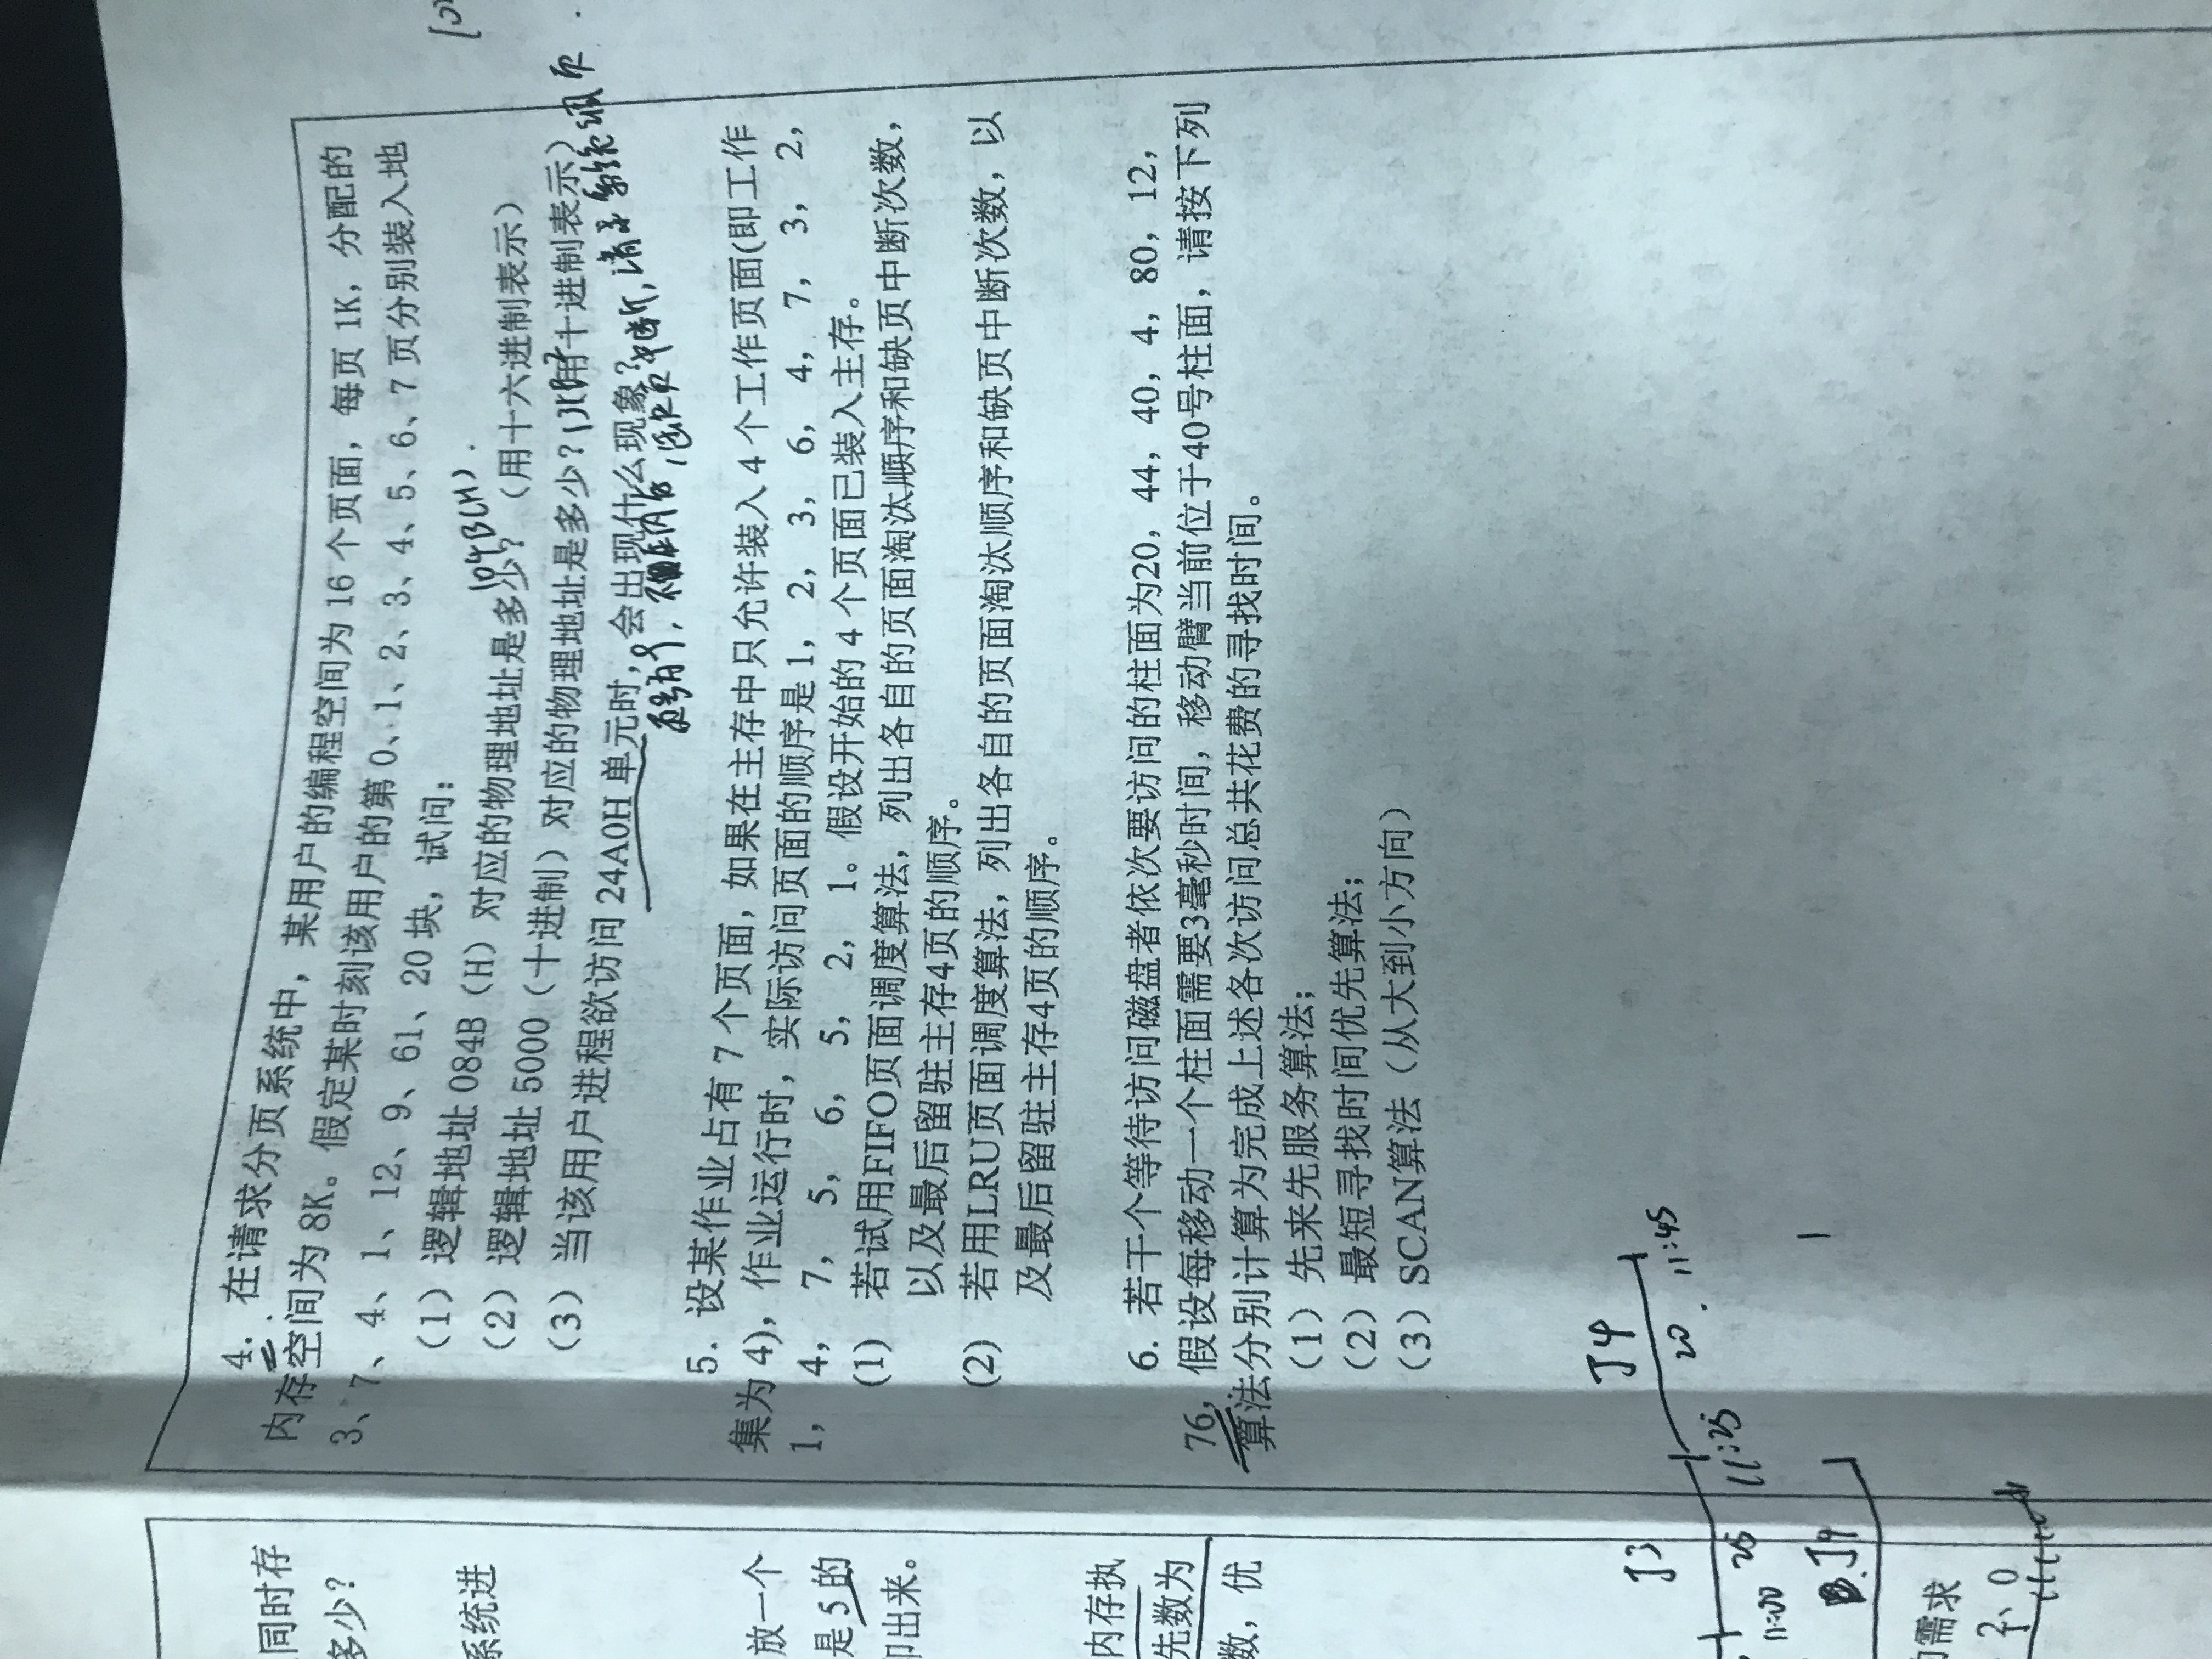 同时存
多少？
系统进
放一个
是5的
印出来。
内存执
先数为
数，优
J3
25
11:00
J4
的需求
2、0
4. 在请求分页系统中，某用户的编程空间为 16 个页面，每页 1K，分配的
内存空间为 8K。假定某时刻该用户的第 0、1、2、3、4、5、6、7 页分别装入地
3、7、4、1、12、9、61、20 块，试问：
（1）逻辑地址 084B（H）对应的物理地址是多少？（用十六进制表示）
104B(H).
（2）逻辑地址 5000（十进制）对应的物理地址是多少？（用十进制表示）
（3）当该用户进程欲访问 24A0H 单元时，会出现什么现象？
页号为9，不在内存，缺页中断，请求系统调页
5. 设某作业占有 7 个页面，如果在主存中只允许装入 4 个工作页面(即工作
集为 4)，作业运行时，实际访问页面的顺序是 1， 2， 3， 6， 4， 7， 3， 2，
1， 4， 7， 5， 6， 5， 2， 1。假设开始的 4 个页面已装入主存。
(1) 若试用FIFO页面调度算法，列出各自的页面淘汰顺序和缺页中断次数，
以及最后留驻主存4页的顺序。
(2) 若用LRU页面调度算法，列出各自的页面淘汰顺序和缺页中断次数，以
及最后留驻主存4页的顺序。
6. 若干个等待访问磁盘者依次要访问的柱面为20，44，40，4，80，12，
76，假设每移动一个柱面需要3毫秒时间，移动臂当前位于40号柱面，请按下列
算法分别计算为完成上述各次访问总共花费的寻找时间。
（1）先来先服务算法；
（2）最短寻找时间优先算法；
（3）SCAN算法（从大到小方向）
J4
20
11:45
11:25